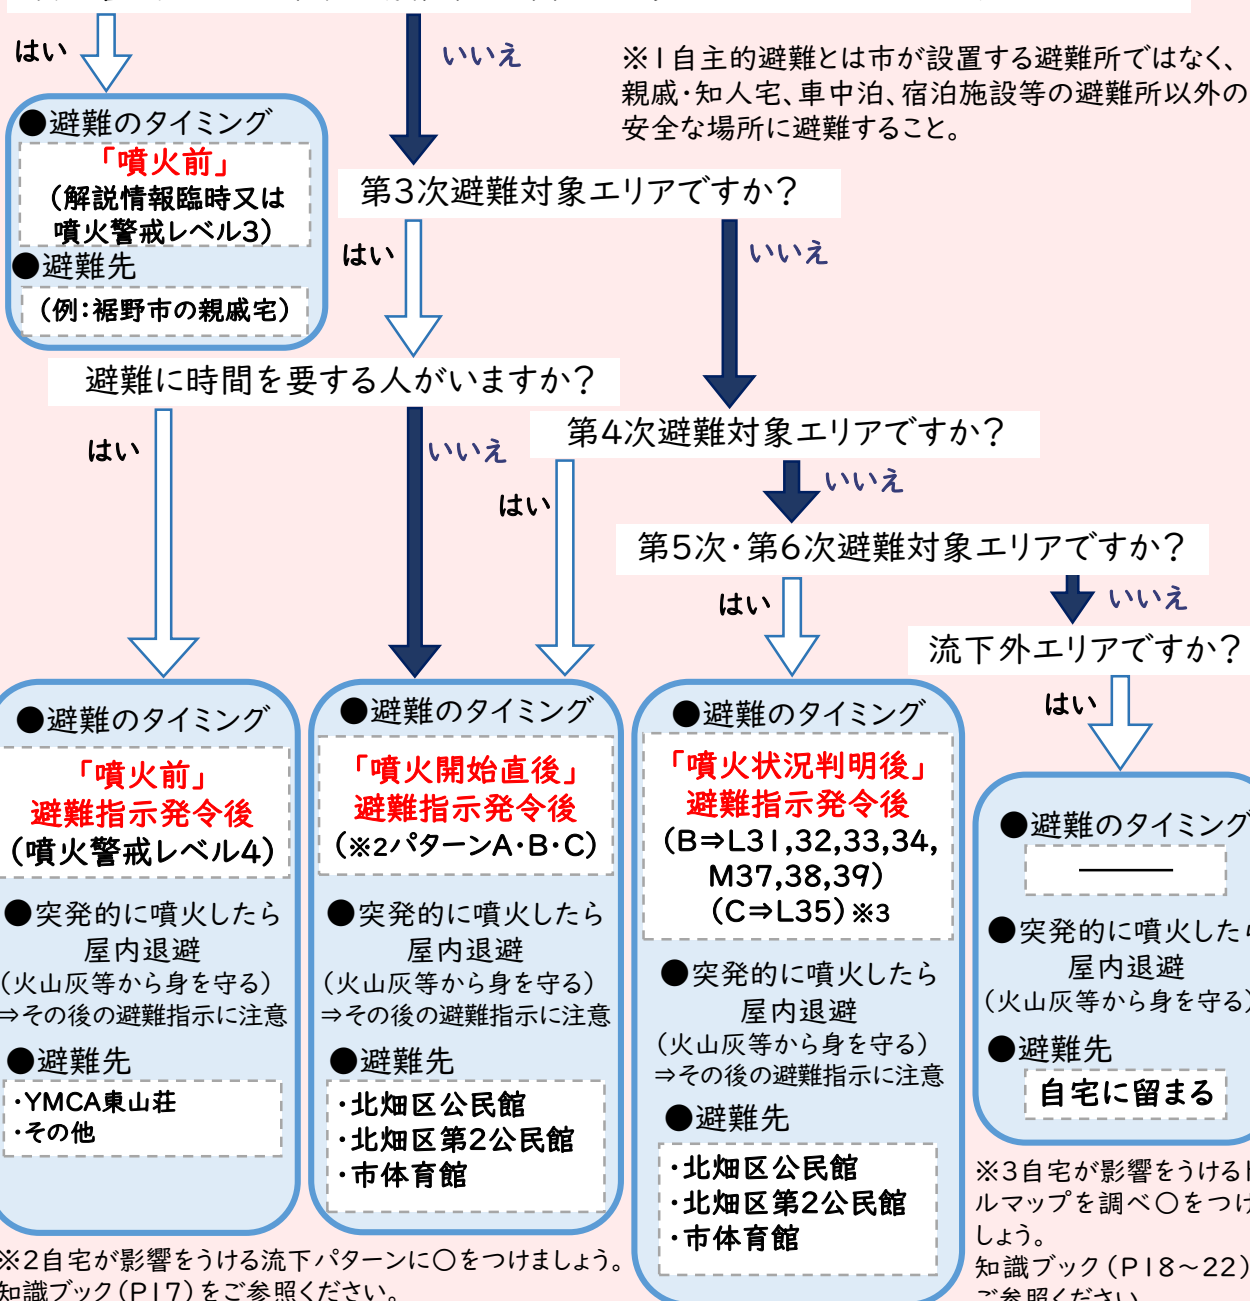 はい
いいえ
※1自主的避難とは市が設置する避難所ではなく、
親戚・知人宅、車中泊、宿泊施設等の避難所以外の
安全な場所に避難すること。
●避難のタイミング
「噴火前」
(解説情報臨時又は
噴火警戒レベル3)
●避難先
(例:裾野市の親戚宅)
第3次避難対象エリアですか?
はい
いいえ
避難に時間を要する人がいますか?
はい
いいえ
第4次避難対象エリアですか?
はい
いいえ
第5次・第6次避難対象エリアですか?
はい
いいえ
流下外エリアですか?
はい
●避難のタイミング
「噴火前」
避難指示発令後
(噴火警戒レベル4)
●突発的に噴火したら
屋内退避
(火山灰等から身を守る)
⇒その後の避難指示に注意
●避難先
・YMCA東山荘
・その他
●避難のタイミング
「噴火開始直後」
避難指示発令後
(※2パターンA・B・C)
●突発的に噴火したら
屋内退避
(火山灰等から身を守る)
⇒その後の避難指示に注意
●避難先
・北畑区公民館
・北畑区第2公民館
・市体育館
●避難のタイミング
「噴火状況判明後」
避難指示発令後
(B⇒L31,32,33,34,
M37,38,39)
(C⇒L35)※3
●突発的に噴火したら
屋内退避
(火山灰等から身を守る)
⇒その後の避難指示に注意
●避難先
・北畑区公民館
・北畑区第2公民館
・市体育館
●避難のタイミング
●突発的に噴火したら
屋内退避
(火山灰等から身を守る)
●避難先
自宅に留まる
※2自宅が影響をうける流下パターンに○をつけましょう。
知識ブック(P17)をご参照ください。
※3自宅が影響をうける
ルマップを調べ○をつけ
しょう。
知識ブック(P18~22)
ご参照ください